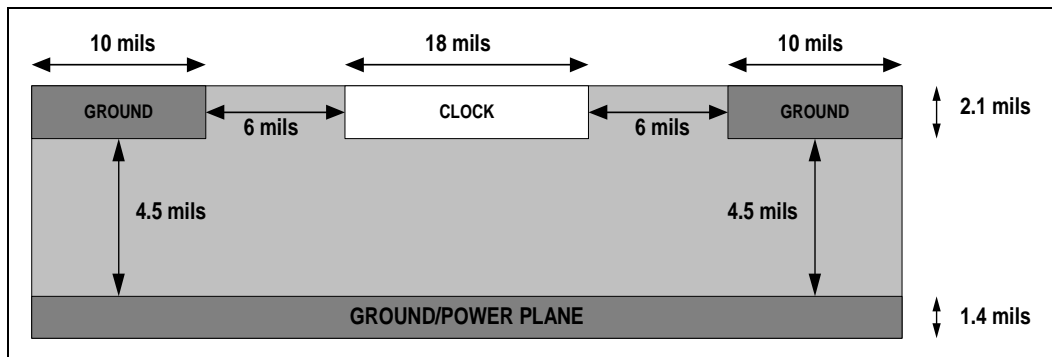 10 mils
18 mils
10 mils
GROUND
6 mils
CLOCK
6 mils
GROUND
2.1 mils
4.5 mils
4.5 mils
GROUND/POWER PLANE
1.4 mils